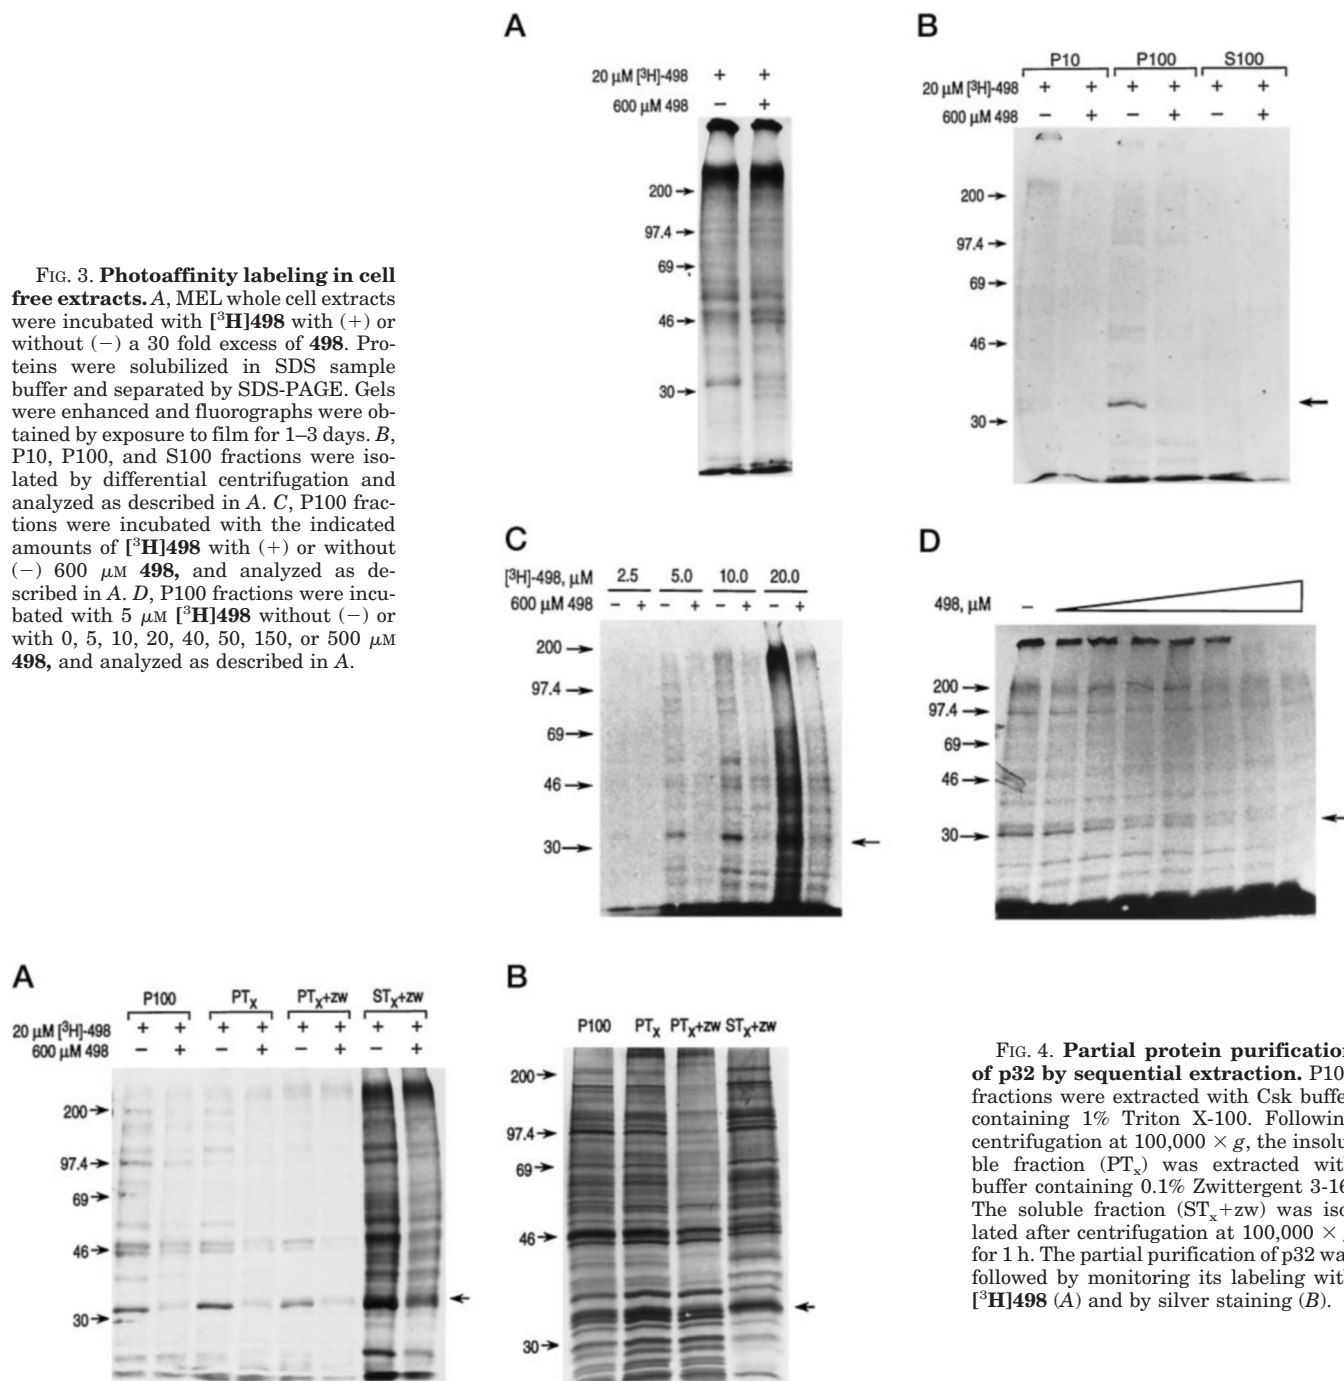 A
20 µM [³H]-498 + +
600 µM 498 − +
200
97.4
69
46
30
B
P10 P100 S100
20 µM [³H]-498 + + + + + +
600 µM 498 − + − + − +
200
97.4
69
46
30
FIG. 3. Photoaffinity labeling in cell
free extracts. A, MEL whole cell extracts
were incubated with [³H]498 with (+) or
without (−) a 30 fold excess of 498. Pro-
teins were solubilized in SDS sample
buffer and separated by SDS-PAGE. Gels
were enhanced and fluorographs were ob-
tained by exposure to film for 1–3 days. B,
P10, P100, and S100 fractions were iso-
lated by differential centrifugation and
analyzed as described in A. C, P100 frac-
tions were incubated with the indicated
amounts of [³H]498 with (+) or without
(−) 600 µM 498, and analyzed as de-
scribed in A. D, P100 fractions were incu-
bated with 5 µM [³H]498 without (−) or
with 0, 5, 10, 20, 40, 50, 150, or 500 µM
498, and analyzed as described in A.
C
[³H]-498, µM 2.5 5.0 10.0 20.0
600 µM 498 − + − + − + − +
200
97.4
69
46
30
D
498, µM −
200
97.4
69
46
30
A
P100 PTX PTX+zw STX+zw
20 µM [³H]-498 + + + + + + + +
600 µM 498 − + − + − + − +
200
97.4
69
46
30
B
P100 PTX PTX+zw STX+zw
200
97.4
69
46
30
FIG. 4. Partial protein purification
of p32 by sequential extraction. P10
fractions were extracted with Csk buffe
containing 1% Triton X-100. Followin
centrifugation at 100,000 × g, the insolu
ble fraction (PTx) was extracted with
buffer containing 0.1% Zwittergent 3-16
The soluble fraction (STx+zw) was iso
lated after centrifugation at 100,000 ×
for 1 h. The partial purification of p32 wa
followed by monitoring its labeling with
[³H]498 (A) and by silver staining (B).